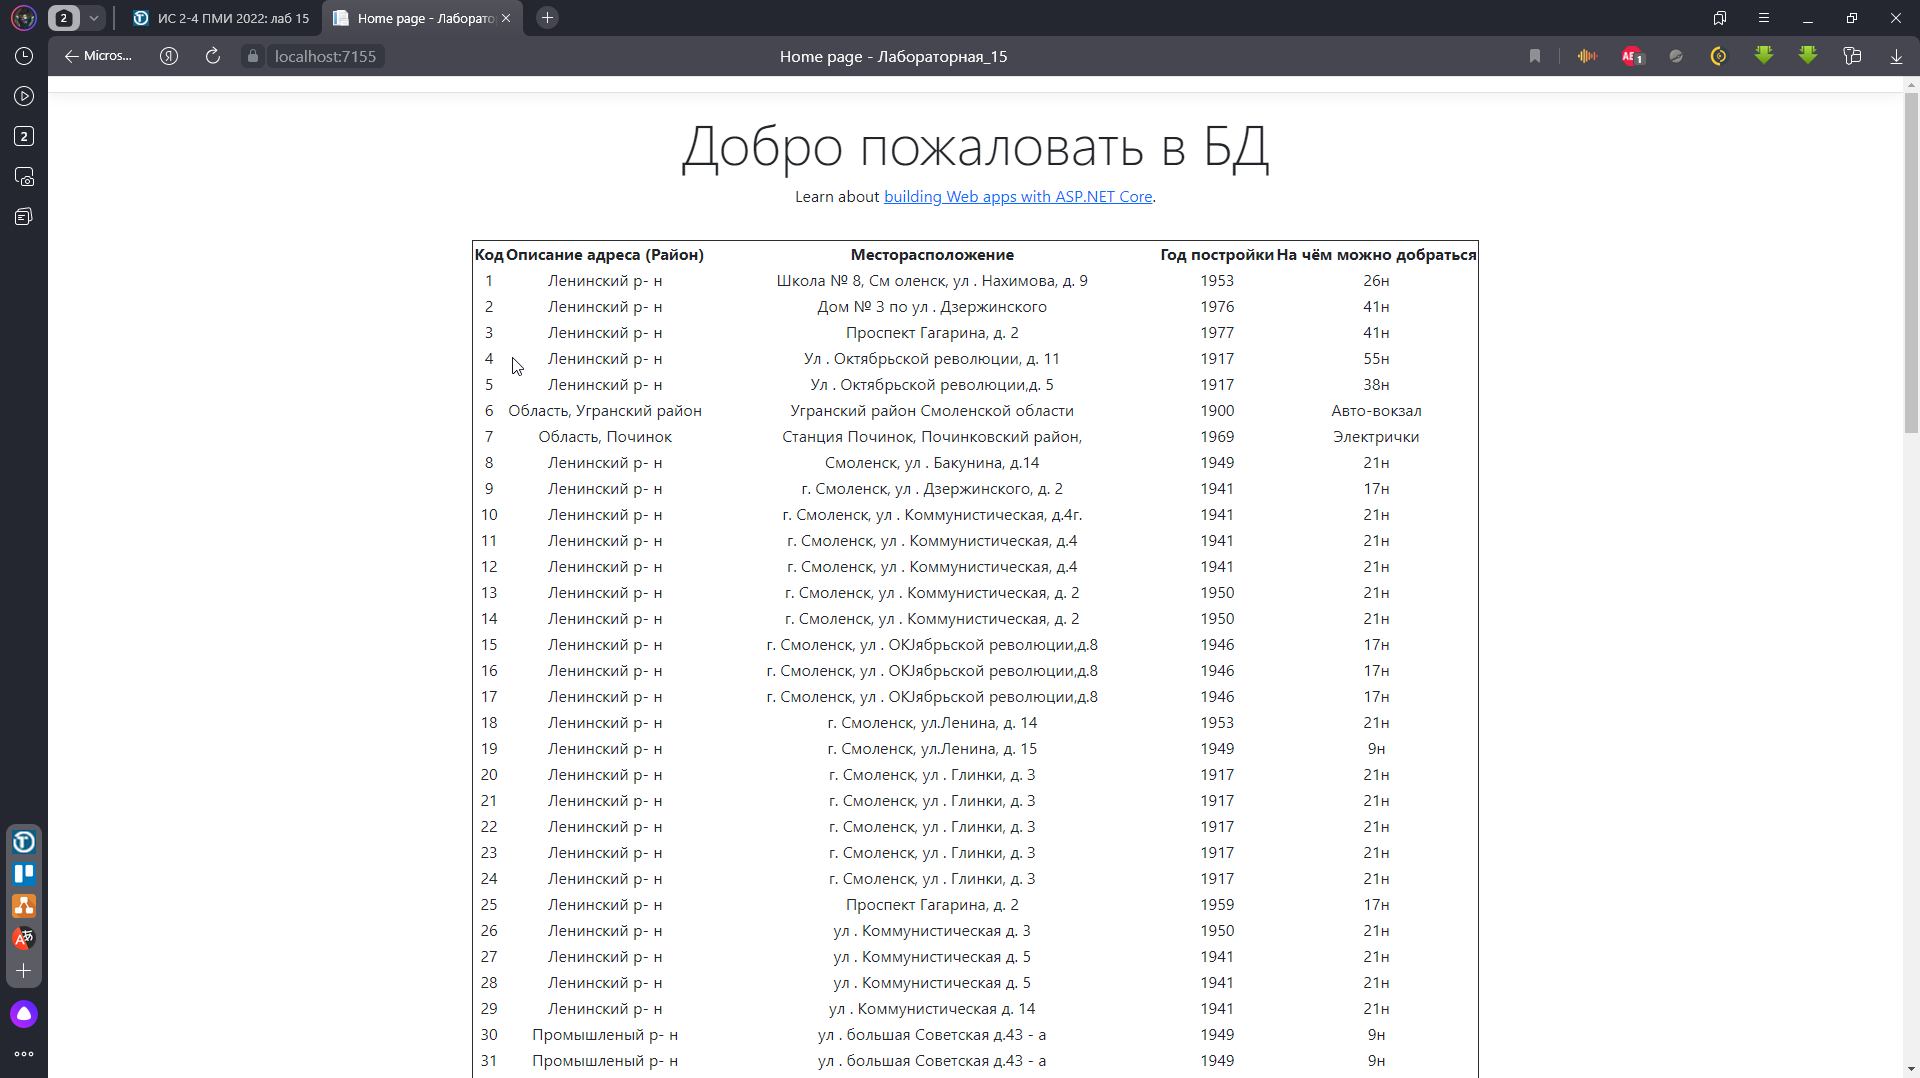 2 ИС 2-4 ПМИ 2022: лаб 15 Home page - Лаборато
Micros... localhost:7155 Home page - Лабораторная_15
2
Добро пожаловать в БД
Learn about building Web apps with ASP.NET Core.
Код Описание адреса (Район) Месторасположение Год постройки На чём можно добраться
1 Ленинский р- н Школа № 8, См оленск, ул . Нахимова, д. 9 1953 26н
2 Ленинский р- н Дом № 3 по ул . Дзержинского 1976 41н
3 Ленинский р- н Проспект Гагарина, д. 2 1977 41н
4 Ленинский р- н Ул . Октябрьской революции, д. 11 1917 55н
5 Ленинский р- н Ул . Октябрьской революции,д. 5 1917 38н
6 Область, Угранский район Угранский район Смоленской области 1900 Авто-вокзал
7 Область, Починок Станция Починок, Починковский район, 1969 Электрички
8 Ленинский р- н Смоленск, ул . Бакунина, д.14 1949 21н
9 Ленинский р- н г. Смоленск, ул . Дзержинского, д. 2 1941 17н
10 Ленинский р- н г. Смоленск, ул . Коммунистическая, д.4г. 1941 21н
11 Ленинский р- н г. Смоленск, ул . Коммунистическая, д.4 1941 21н
12 Ленинский р- н г. Смоленск, ул . Коммунистическая, д.4 1941 21н
13 Ленинский р- н г. Смоленск, ул . Коммунистическая, д. 2 1950 21н
14 Ленинский р- н г. Смоленск, ул . Коммунистическая, д. 2 1950 21н
15 Ленинский р- н г. Смоленск, ул . ОКJябрьской революции,д.8 1946 17н
16 Ленинский р- н г. Смоленск, ул . ОКJябрьской революции,д.8 1946 17н
17 Ленинский р- н г. Смоленск, ул . ОКJябрьской революции,д.8 1946 17н
18 Ленинский р- н г. Смоленск, ул.Ленина, д. 14 1953 21н
19 Ленинский р- н г. Смоленск, ул.Ленина, д. 15 1949 9н
20 Ленинский р- н г. Смоленск, ул . Глинки, д. 3 1917 21н
21 Ленинский р- н г. Смоленск, ул . Глинки, д. 3 1917 21н
22 Ленинский р- н г. Смоленск, ул . Глинки, д. 3 1917 21н
23 Ленинский р- н г. Смоленск, ул . Глинки, д. 3 1917 21н
24 Ленинский р- н г. Смоленск, ул . Глинки, д. 3 1917 21н
25 Ленинский р- н Проспект Гагарина, д. 2 1959 17н
26 Ленинский р- н ул . Коммунистическая д. 3 1950 21н
27 Ленинский р- н ул . Коммунистическая д. 5 1941 21н
28 Ленинский р- н ул . Коммунистическая д. 5 1941 21н
29 Ленинский р- н ул . Коммунистическая д. 14 1941 21н
30 Промышленый р- н ул . большая Советская д.43 - а 1949 9н
31 Промышленый р- н ул . большая Советская д.43 - а 1949 9н